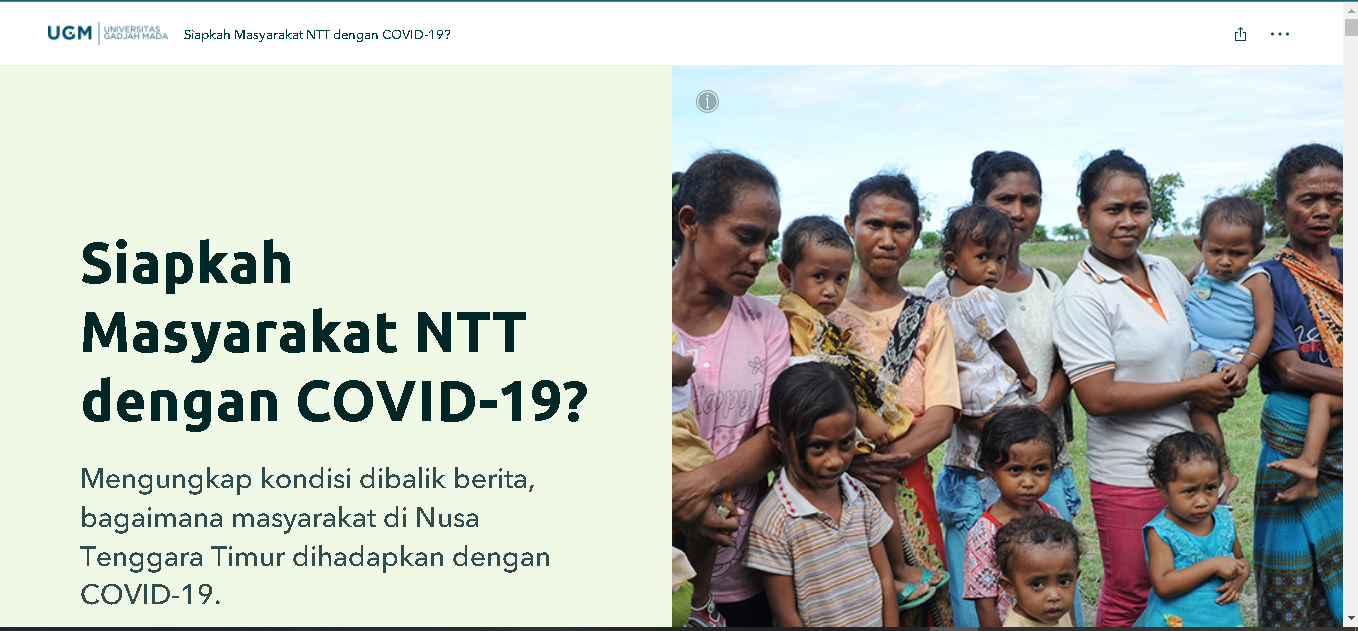 UGM UNIVERSITAS GADJAH MADA Siapkah Masyarakat NTT dengan COVID-19?
Siapkah
Masyarakat NTT
dengan COVID-19?
Mengungkap kondisi dibalik berita,
bagaimana masyarakat di Nusa
Tenggara Timur dihadapkan dengan
COVID-19.